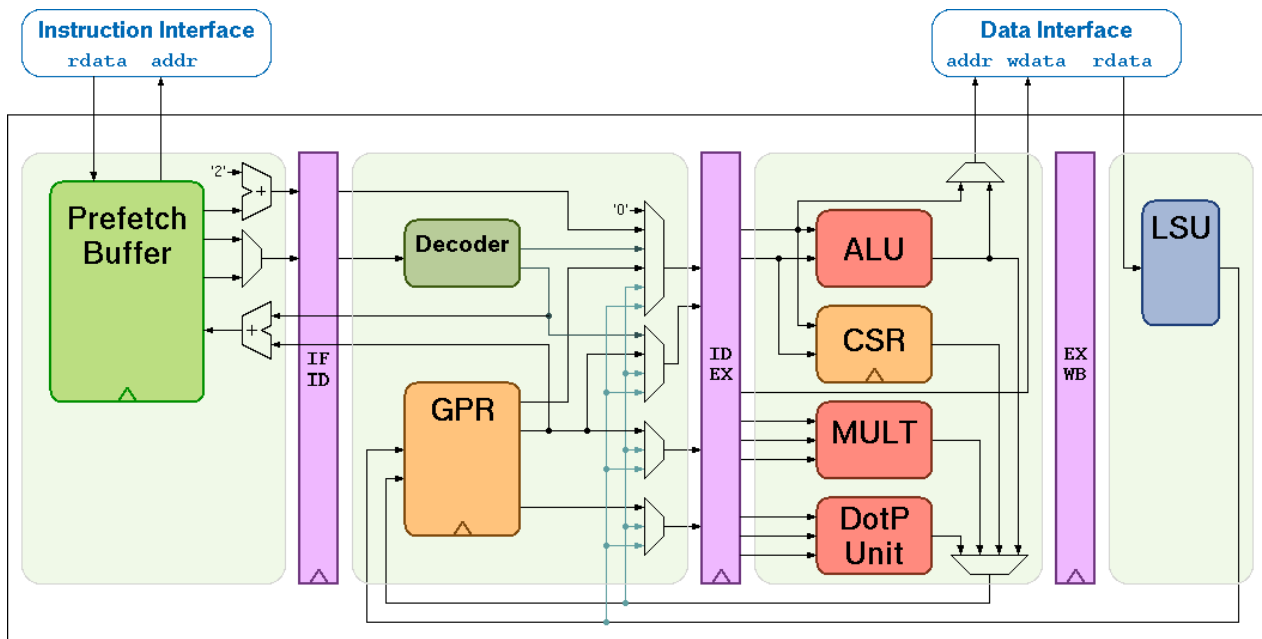 Instruction Interface
rdata addr
Data Interface
addr wdata rdata
'2'
+
Prefetch
Buffer
+
IF
ID
Decoder
'0'
GPR
ID
EX
ALU
CSR
MULT
DotP
Unit
EX
WB
LSU